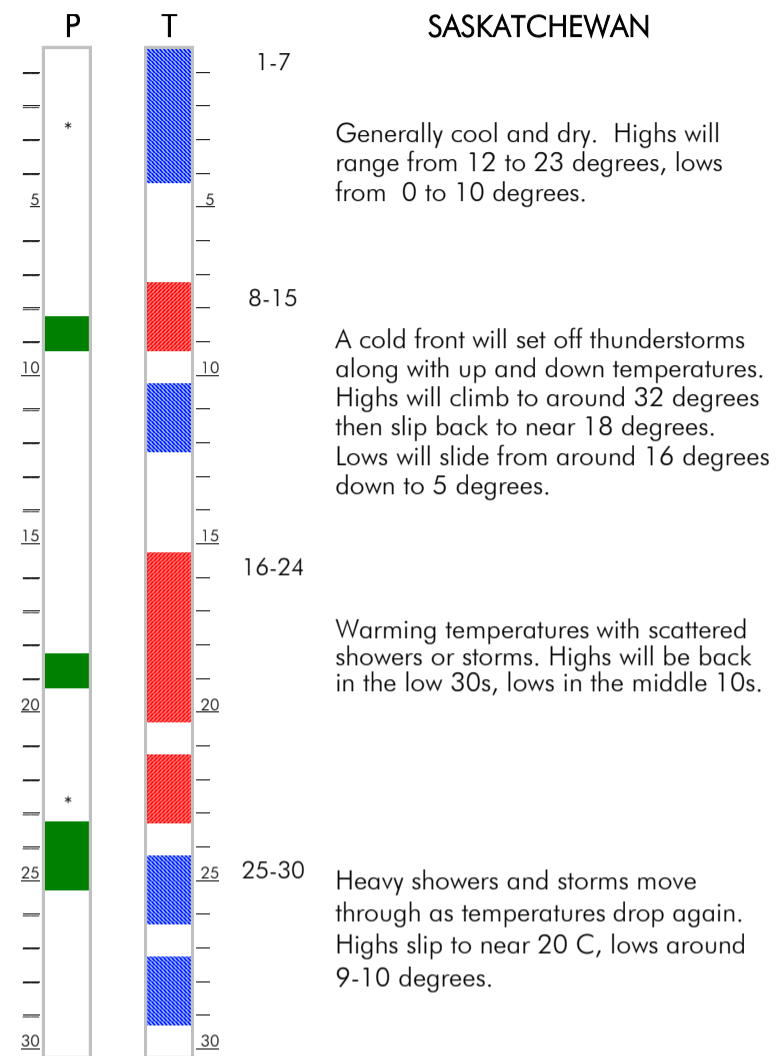 P T SASKATCHEWAN
1-7
*
Generally cool and dry. Highs will
range from 12 to 23 degrees, lows
from 0 to 10 degrees.
5 5
8-15
A cold front will set off thunderstorms
along with up and down temperatures.
10 10
Highs will climb to around 32 degrees
then slip back to near 18 degrees.
Lows will slide from around 16 degrees
down to 5 degrees.
15 15
16-24
Warming temperatures with scattered
showers or storms. Highs will be back
in the low 30s, lows in the middle 10s.
20 20
*
25 25
25-30
Heavy showers and storms move
through as temperatures drop again.
Highs slip to near 20 C, lows around
9-10 degrees.
30 30